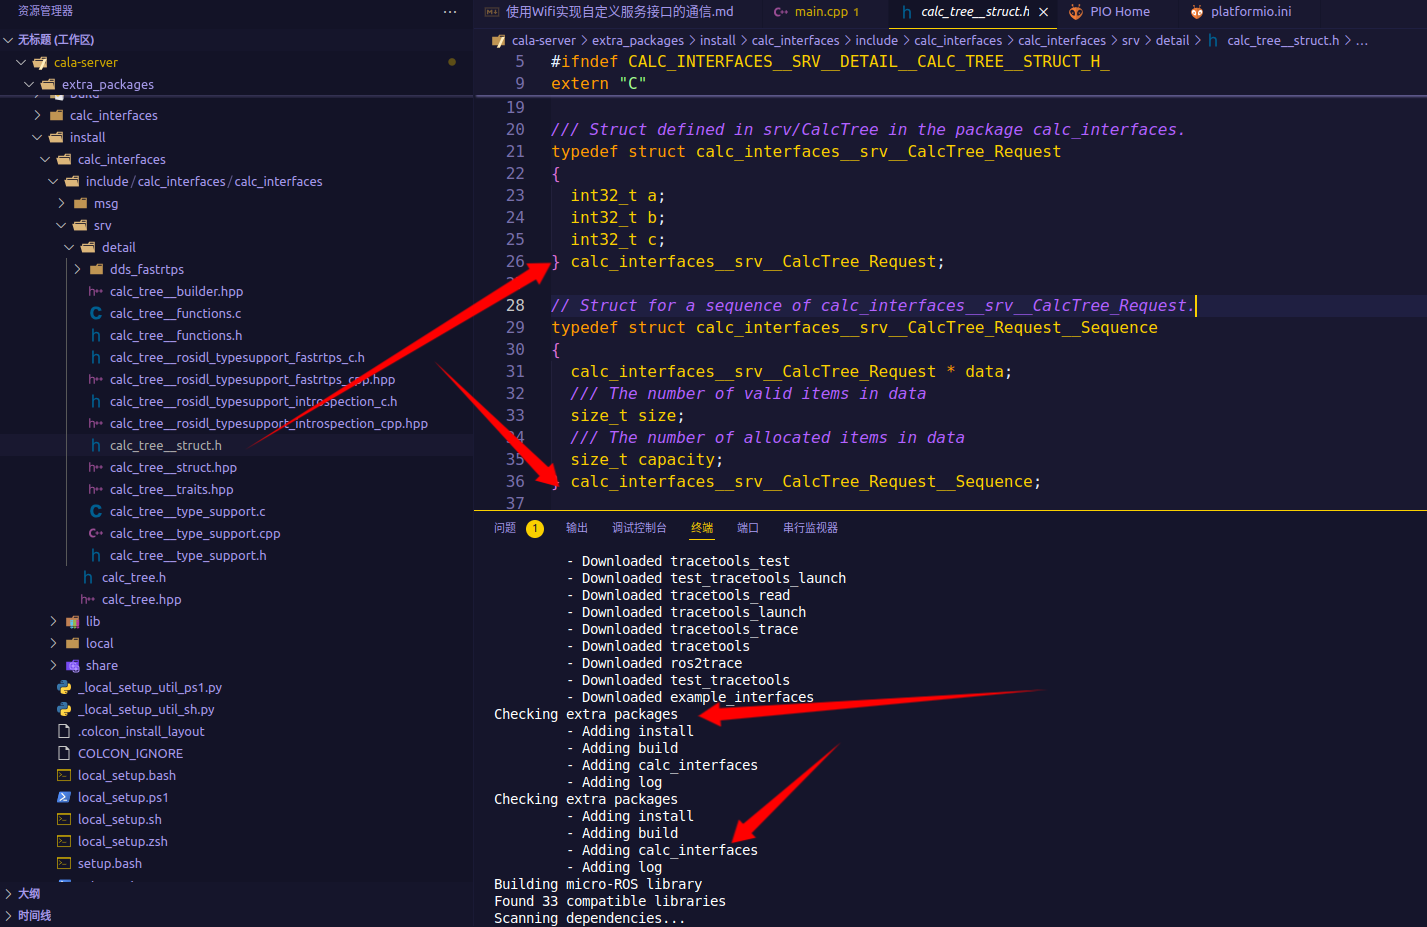 资源管理器
···
无标题 (工作区)
cala-server
extra_packages
build
calc_interfaces
install
calc_interfaces
include/calc_interfaces/calc_interfaces
msg
srv
detail
dds_fastrtps
calc_tree__builder.hpp
calc_tree__functions.c
calc_tree__functions.h
calc_tree__rosidl_typesupport_fastrtps_c.h
calc_tree__rosidl_typesupport_fastrtps_cpp.hpp
calc_tree__rosidl_typesupport_introspection_c.h
calc_tree__rosidl_typesupport_introspection_cpp.hpp
calc_tree__struct.h
calc_tree__struct.hpp
calc_tree__traits.hpp
calc_tree__type_support.c
calc_tree__type_support.cpp
calc_tree__type_support.h
calc_tree.h
calc_tree.hpp
lib
local
share
_local_setup_util_ps1.py
_local_setup_util_sh.py
.colcon_install_layout
COLCON_IGNORE
local_setup.bash
local_setup.ps1
local_setup.sh
local_setup.zsh
setup.bash
大纲
时间线
使用Wifi实现自定义服务接口的通信.md
main.cpp 1
calc_tree__struct.h
PIO Home
platformio.ini
cala-server > extra_packages > install > calc_interfaces > include > calc_interfaces > calc_interfaces > srv > detail > calc_tree__struct.h > ...
5 #ifndef CALC_INTERFACES__SRV__DETAIL__CALC_TREE__STRUCT_H_
9 extern "C"
19
20 /// Struct defined in srv/CalcTree in the package calc_interfaces.
21 typedef struct calc_interfaces__srv__CalcTree_Request
22 {
23 int32_t a;
24 int32_t b;
25 int32_t c;
26 } calc_interfaces__srv__CalcTree_Request;
28 // Struct for a sequence of calc_interfaces__srv__CalcTree_Request.
29 typedef struct calc_interfaces__srv__CalcTree_Request__Sequence
30 {
31 calc_interfaces__srv__CalcTree_Request * data;
32 /// The number of valid items in data
33 size_t size;
34 /// The number of allocated items in data
35 size_t capacity;
36 } calc_interfaces__srv__CalcTree_Request__Sequence;
37
问题 1 输出 调试控制台 终端 端口 串行监视器
- Downloaded tracetools_test
- Downloaded test_tracetools_launch
- Downloaded tracetools_read
- Downloaded tracetools_launch
- Downloaded tracetools_trace
- Downloaded tracetools
- Downloaded ros2trace
- Downloaded test_tracetools
- Downloaded example_interfaces
Checking extra packages
- Adding install
- Adding build
- Adding calc_interfaces
- Adding log
Checking extra packages
- Adding install
- Adding build
- Adding calc_interfaces
- Adding log
Building micro-ROS library
Found 33 compatible libraries
Scanning dependencies...